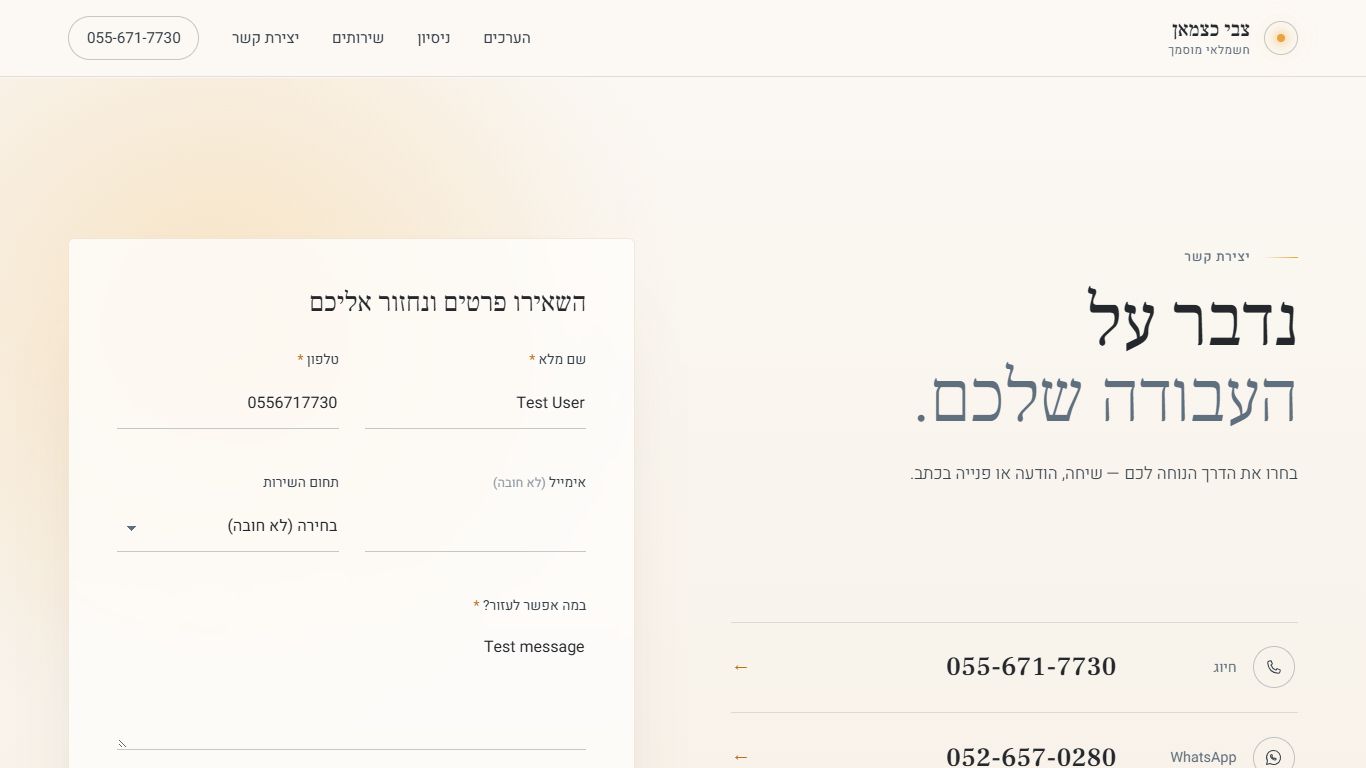 צבי כצמאן
חשמלאי מוסמך
הערכים
ניסיון
שירותים
יצירת קשר
055-671-7730
יצירת קשר
נדבר על
העבודה שלכם.
בחרו את הדרך הנוחה לכם — שיחה, הודעה או פנייה בכתב.
חיוג
055-671-7730
←
WhatsApp
052-657-0280
←
השאירו פרטים ונחזור אליכם
שם מלא *
Test User
טלפון *
0556717730
אימייל (לא חובה)
תחום השירות
בחירה (לא חובה)
במה אפשר לעזור? *
Test message